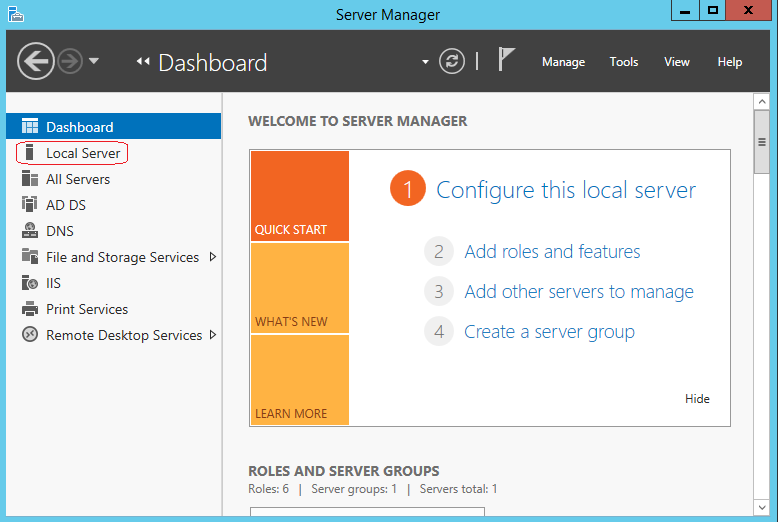 Server Manager
Dashboard
Manage Tools View Help
Dashboard
Local Server
All Servers
AD DS
DNS
File and Storage Services
IIS
Print Services
Remote Desktop Services
WELCOME TO SERVER MANAGER
QUICK START
WHAT'S NEW
LEARN MORE
1 Configure this local server
2 Add roles and features
3 Add other servers to manage
4 Create a server group
Hide
ROLES AND SERVER GROUPS
Roles: 6 | Server groups: 1 | Servers total: 1